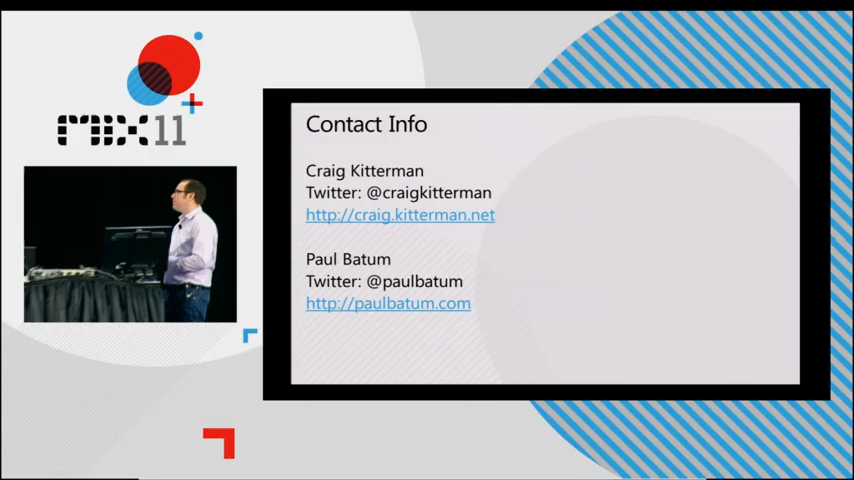 mix11
Contact Info
Craig Kitterman
Twitter: @craigkitterman
http://craig.kitterman.net
Paul Batum
Twitter: @paulbatum
http://paulbatum.com